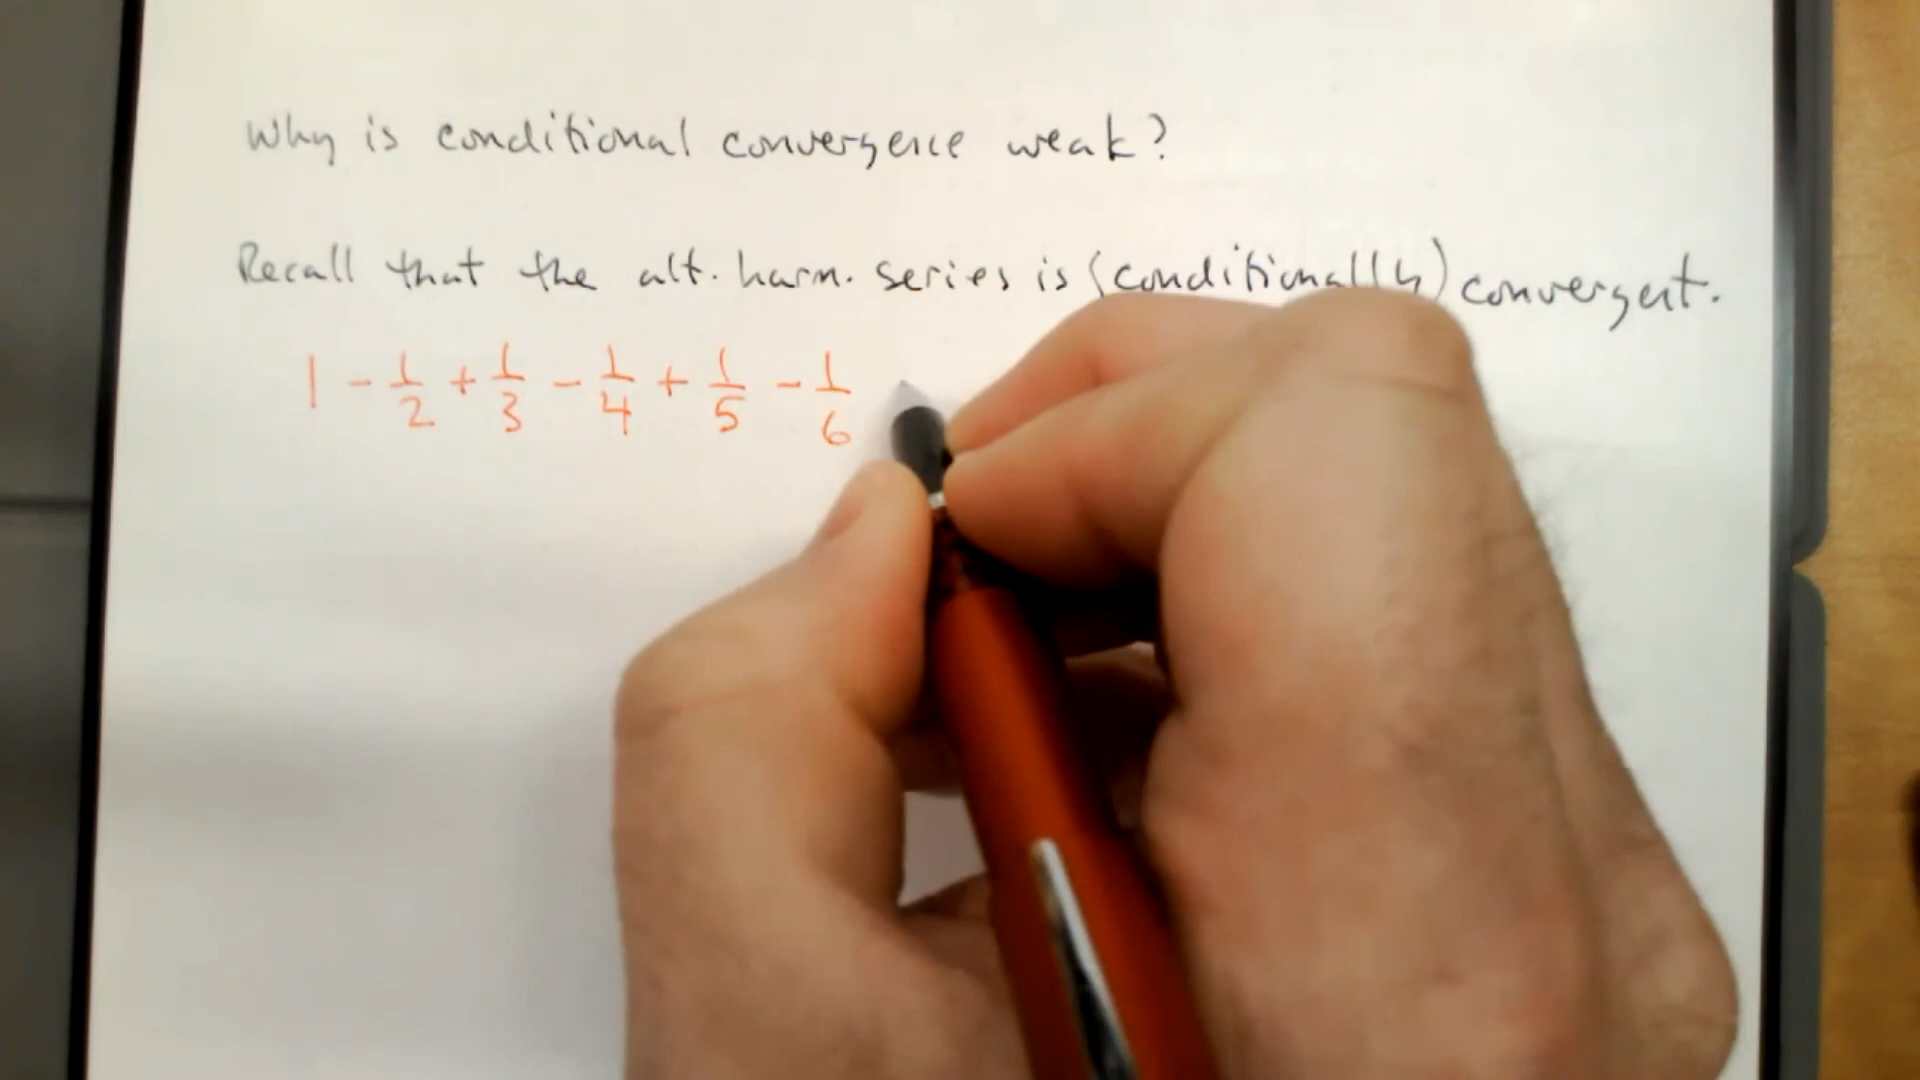 Why is conditional convergence weak?
Recall that the alt. harm. series is (conditionally) convergent.
1 - 1/2 + 1/3 - 1/4 + 1/5 - 1/6